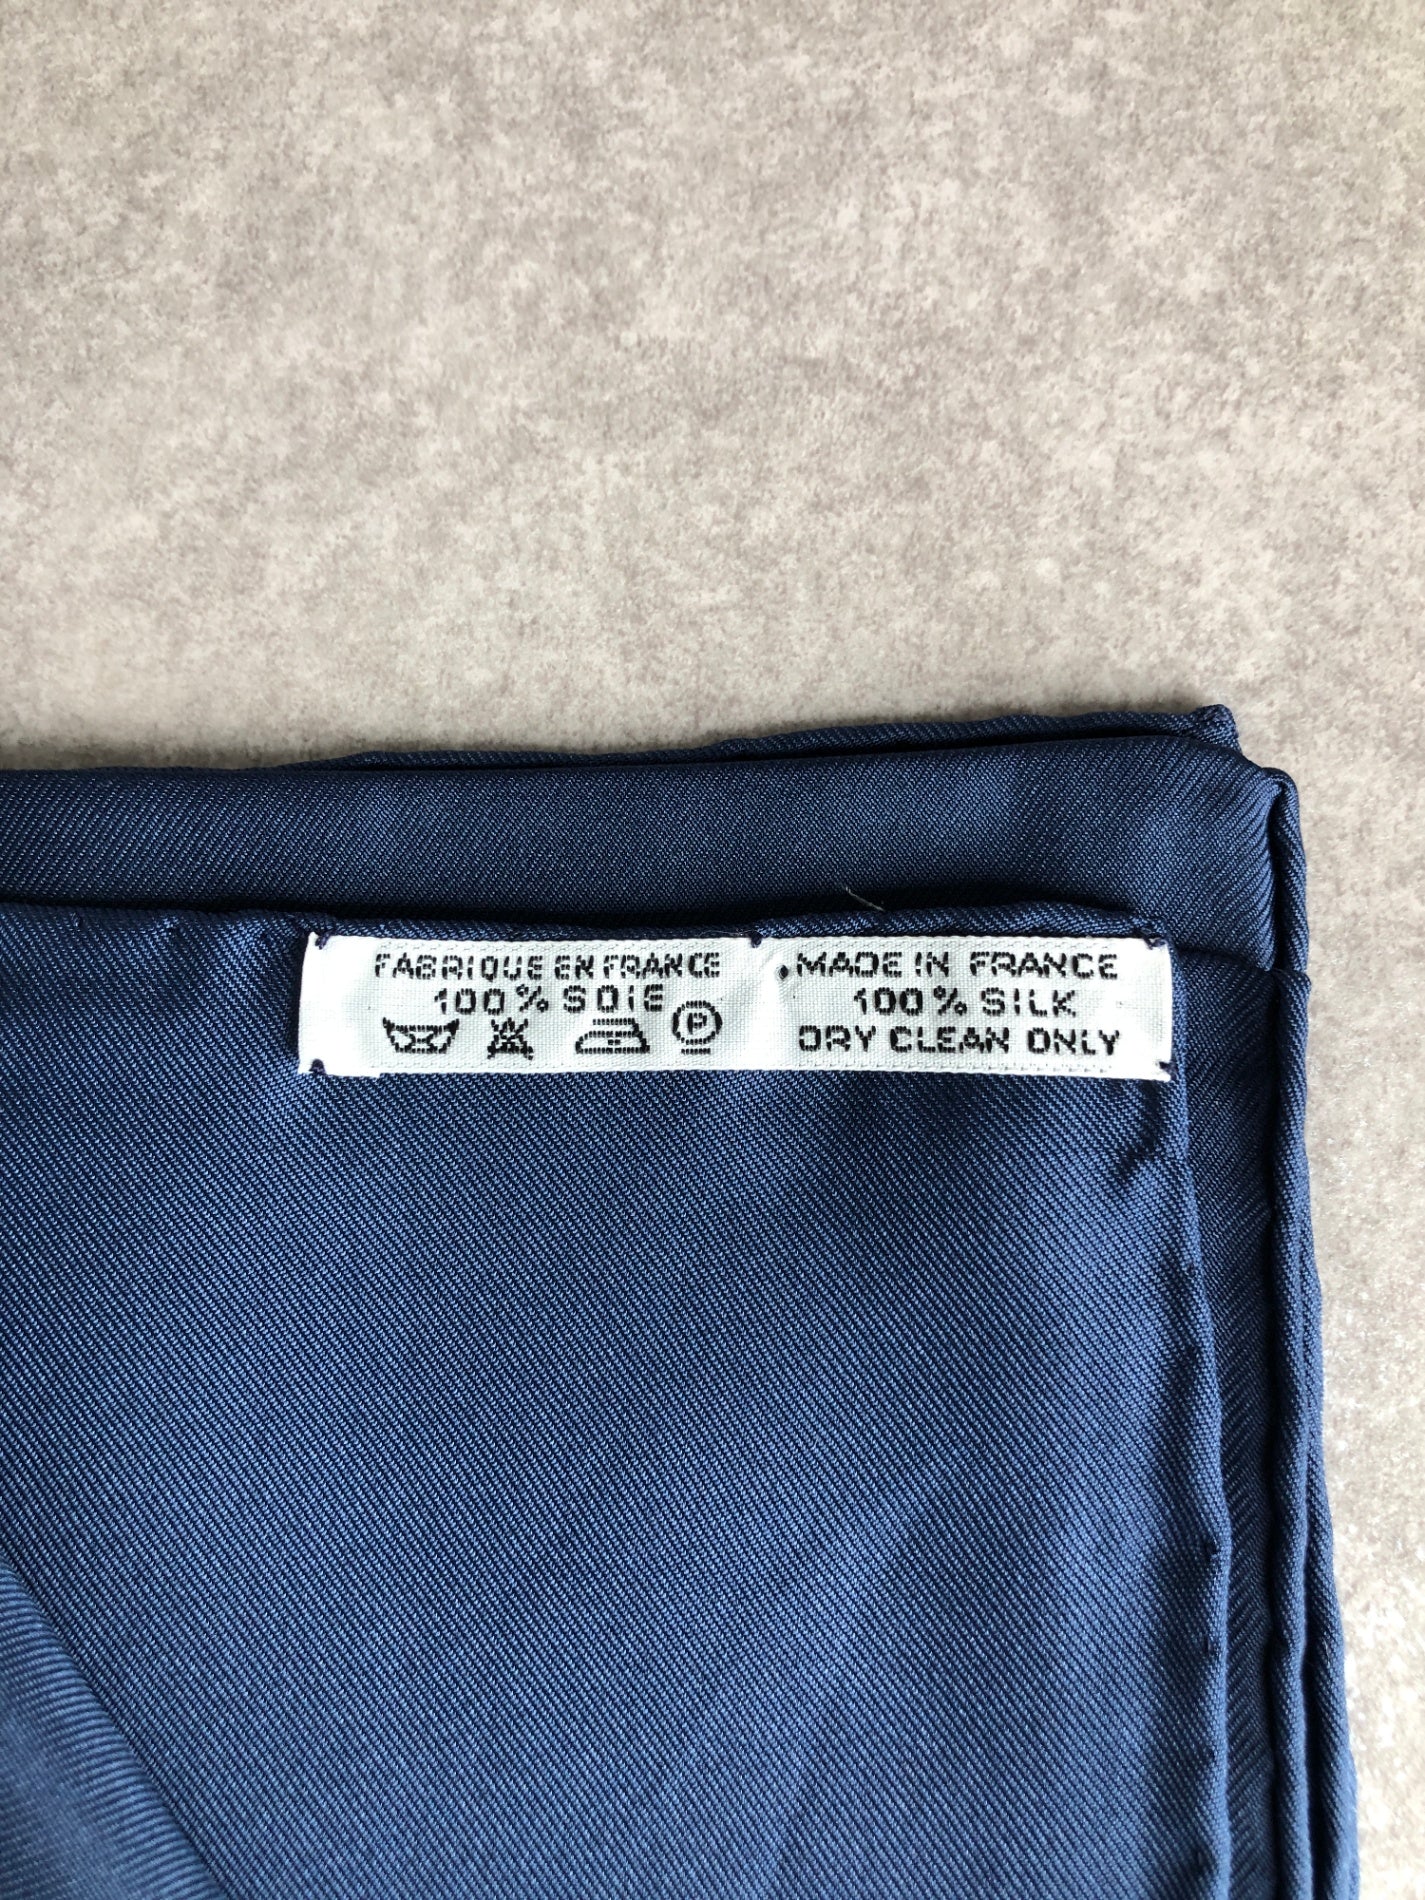 FABRIQUE EN FRANCE
100% SOIE
P
MADE IN FRANCE
100% SILK
DRY CLEAN ONLY